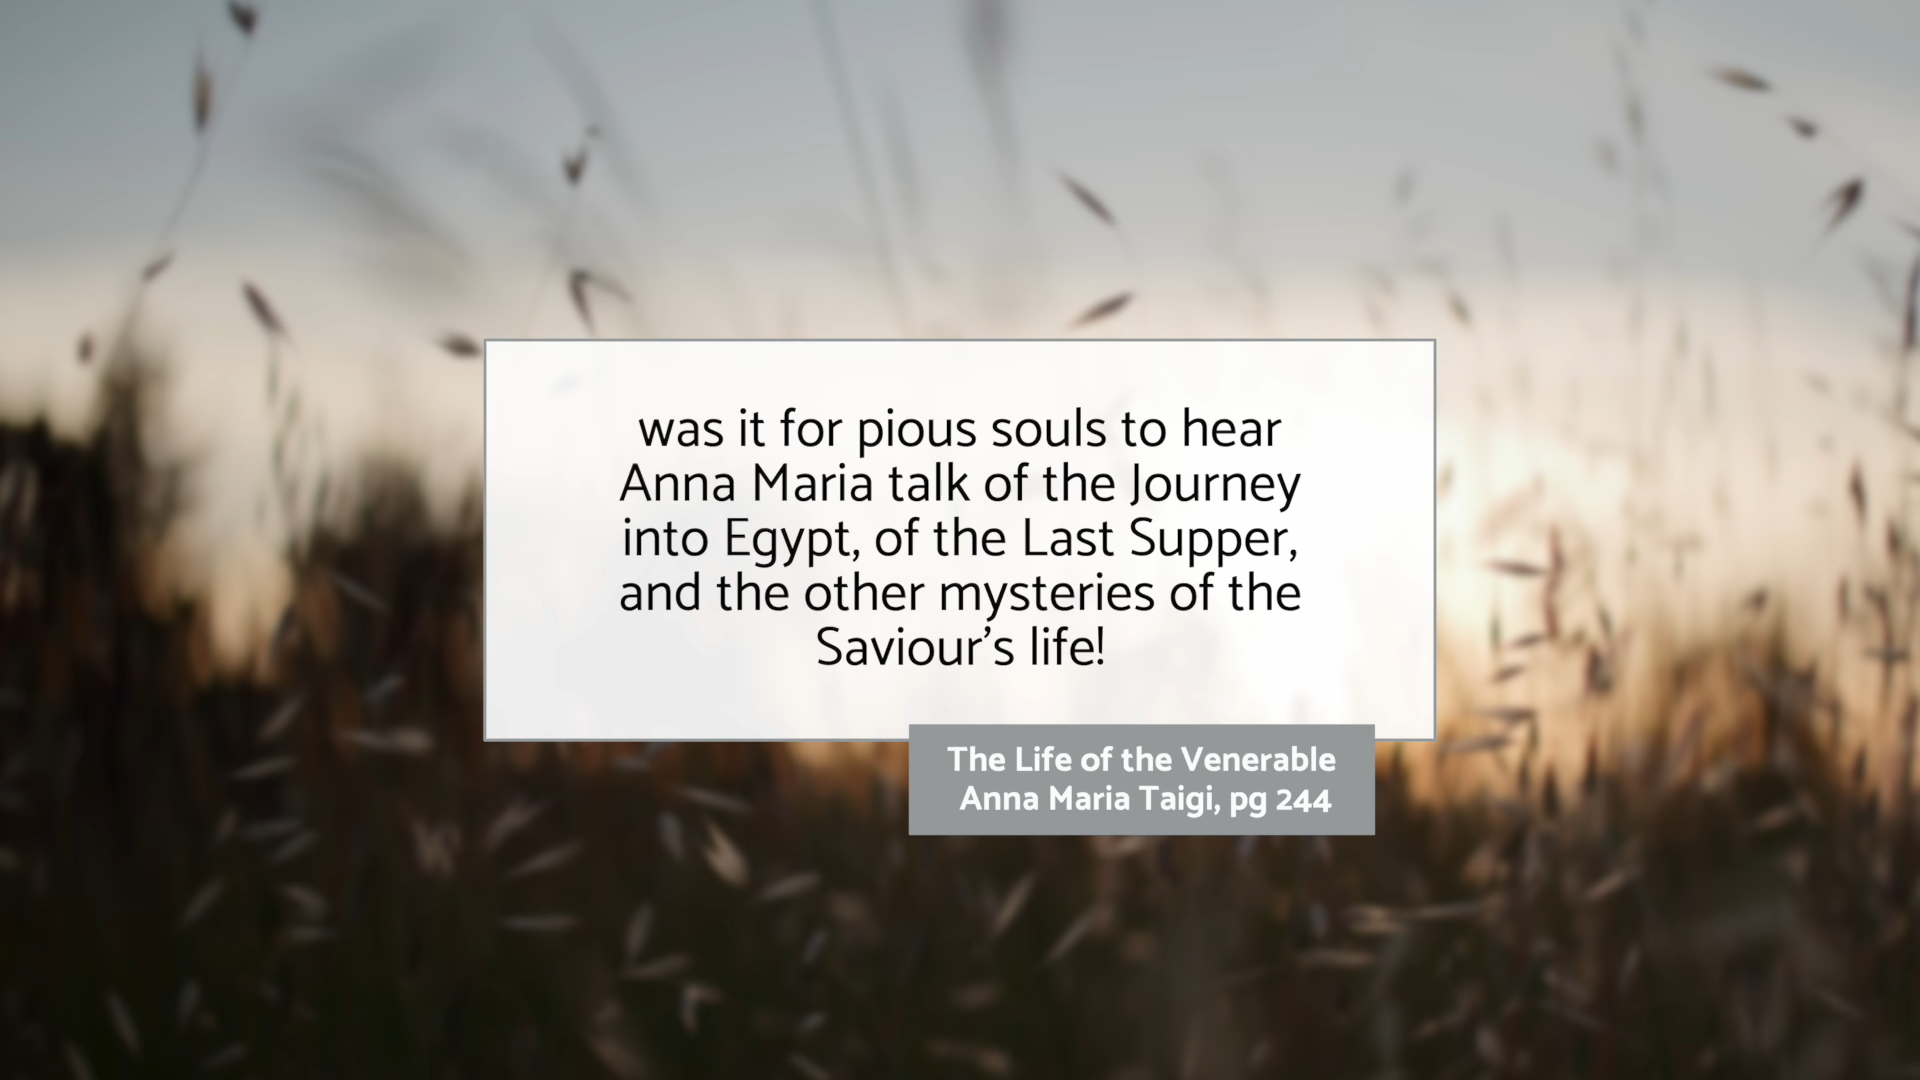 was it for pious souls to hear
Anna Maria talk of the Journey
into Egypt, of the Last Supper,
and the other mysteries of the
Saviour’s life!
The Life of the Venerable
Anna Maria Taigi, pg 244